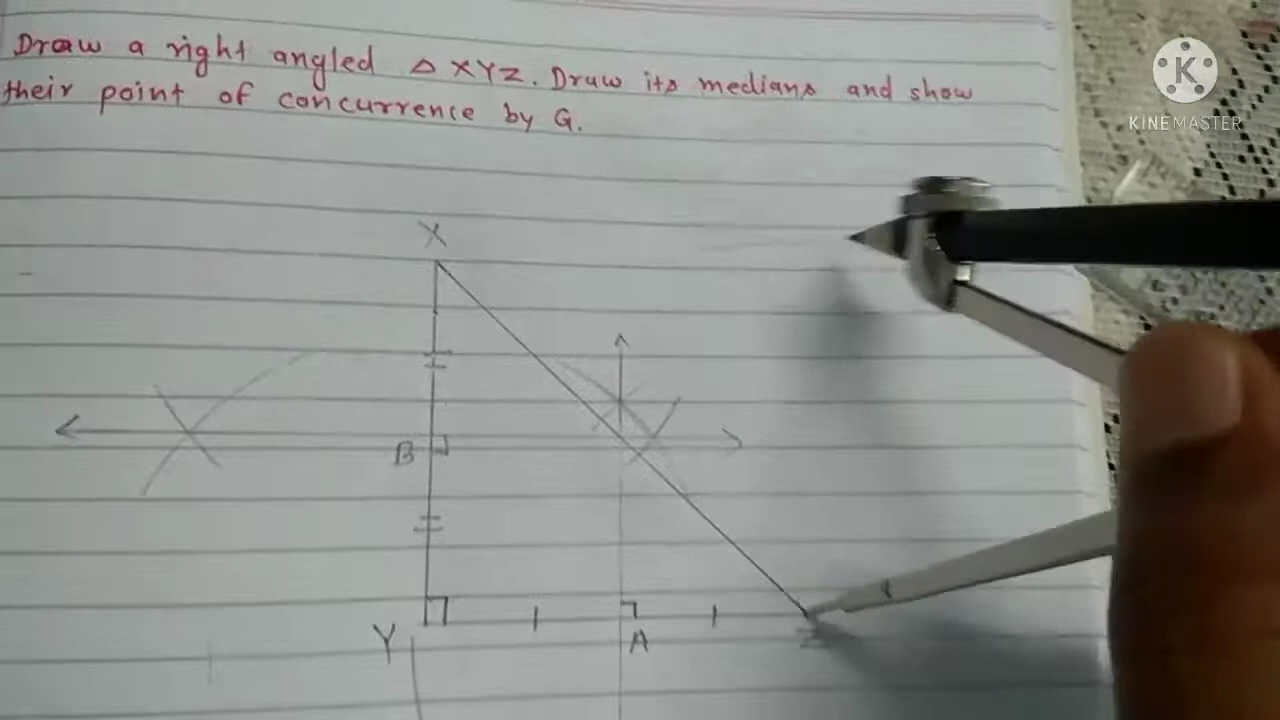 Draw a right angled Δ XYZ. Draw its medians and show
their point of concurrence by G.
K
KINEMASTER
X
B
Y
A
Z